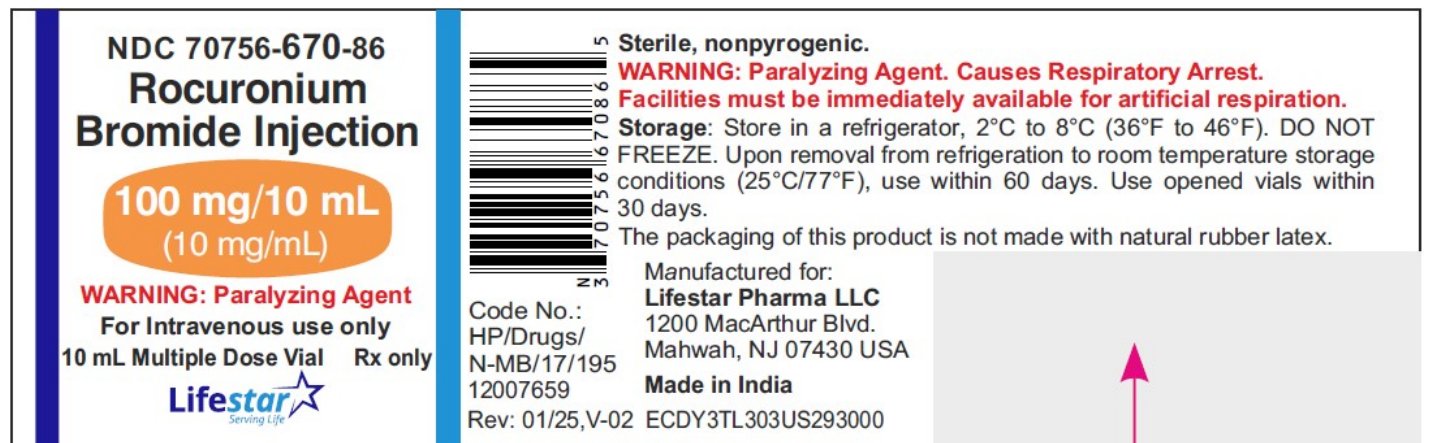 NDC 70756-670-86
Rocuronium
Bromide Injection
100 mg/10 mL
(10 mg/mL)
WARNING: Paralyzing Agent
For Intravenous use only
10 mL Multiple Dose Vial Rx only
Lifestar
Serving Life
N
3 70756 67086 5
Code No.:
HP/Drugs/
N-MB/17/195
12007659
Rev: 01/25,V-02 ECDY3TL303US293000
Sterile, nonpyrogenic.
WARNING: Paralyzing Agent. Causes Respiratory Arrest.
Facilities must be immediately available for artificial respiration.
Storage: Store in a refrigerator, 2°C to 8°C (36°F to 46°F). DO NOT
FREEZE. Upon removal from refrigeration to room temperature storage
conditions (25°C/77°F), use within 60 days. Use opened vials within
30 days.
The packaging of this product is not made with natural rubber latex.
Manufactured for:
Lifestar Pharma LLC
1200 MacArthur Blvd.
Mahwah, NJ 07430 USA
Made in India